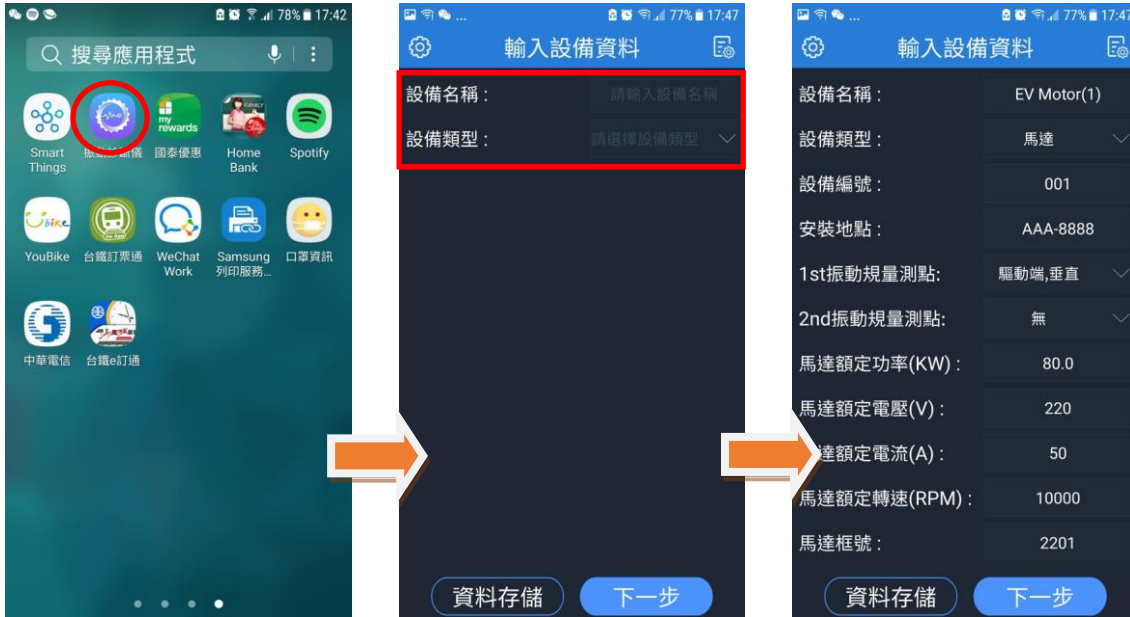 78% 17:42
搜尋應用程式
my rewards
FamilY
Smart Things
振動診斷儀
國泰優惠
Home Bank
Spotify
Ubike
YouBike
台鐵訂票通
WeChat Work
Samsung 列印服務...
口罩資訊
中華電信
台鐵e訂通
... 77% 17:47
輸入設備資料
設備名稱 :
請輸入設備名稱
設備類型 :
請選擇設備類型
資料存儲
下一步
... 77% 17:47
輸入設備資料
設備名稱 : EV Motor(1)
設備類型 : 馬達
設備編號 : 001
安裝地點 : AAA-8888
1st振動規量測點: 驅動端,垂直
2nd振動規量測點: 無
馬達額定功率(KW) : 80.0
馬達額定電壓(V) : 220
達額定電流(A) : 50
馬達額定轉速(RPM) : 10000
馬達框號 : 2201
資料存儲
下一步